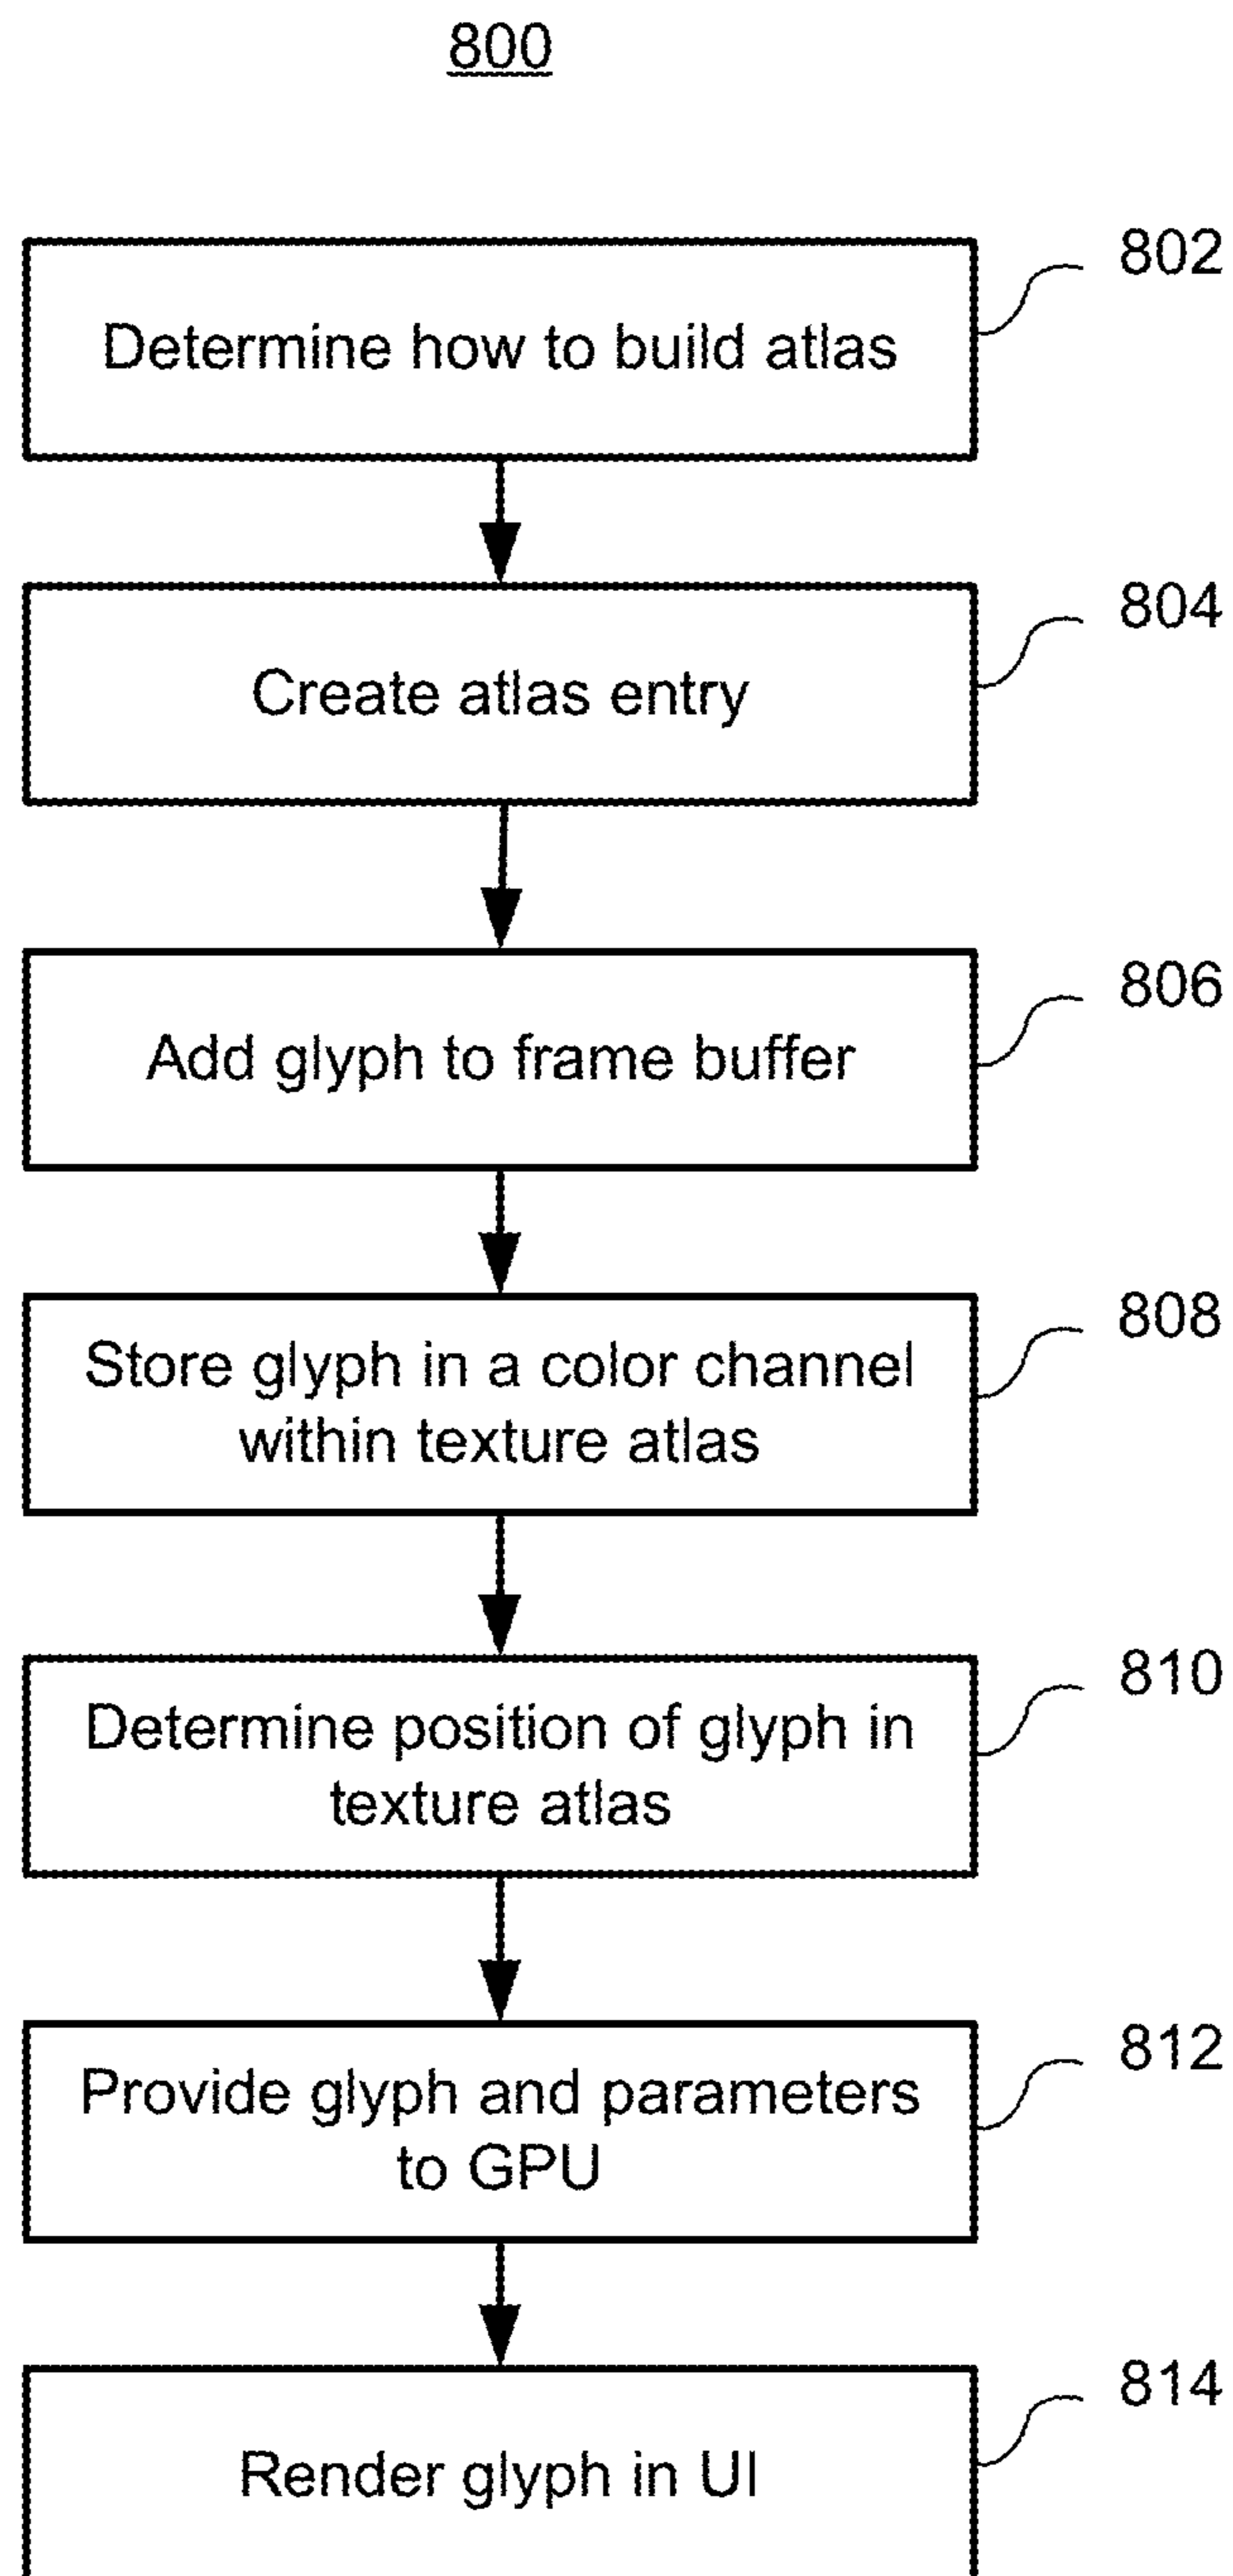 800
802
Determine how to build atlas
804
Create atlas entry
806
Add glyph to frame buffer
808
Store glyph in a color channel
within texture atlas
810
Determine position of glyph in
texture atlas
812
Provide glyph and parameters
to GPU
814
Render glyph in UI